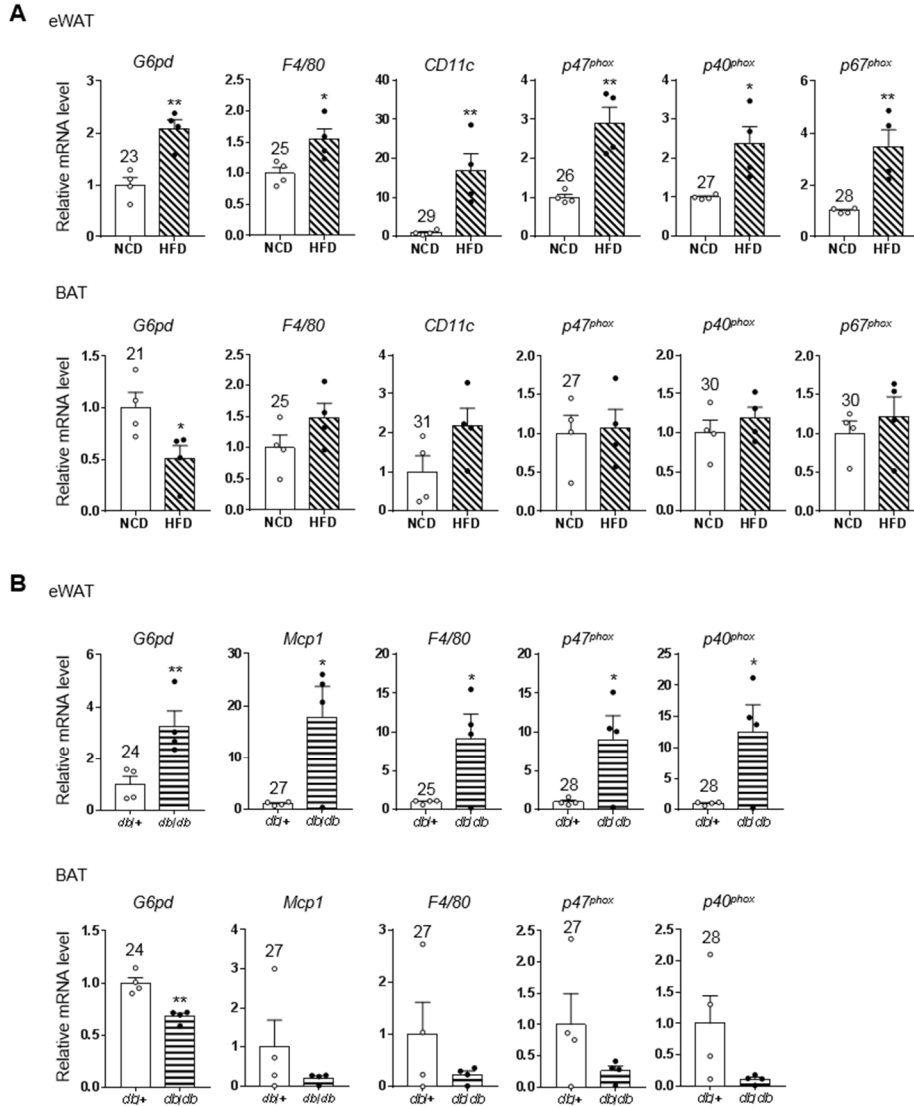 A
eWAT
G6pd F4/80 CD11c p47phox p40phox p67phox
Relative mRNA level
3 2.5 40 4 4 6
** * ** ** * **
2 2.0 30 3 3 4
23 25 29 26 27 28
1 1.5 20 2 2 2
1.0 10 1 1
0 0.5 0 0 0 0
0.0
NCD HFD NCD HFD NCD HFD NCD HFD NCD HFD NCD HFD
BAT
G6pd F4/80 CD11c p47phox p40phox p67phox
Relative mRNA level
1.5 2.5 4 2.0 2.0 2.0
21 25 31 27 30 30
1.0 2.0 3 1.5 1.5 1.5
*
0.5 1.5 2 1.0 1.0 1.0
1.0 1 0.5 0.5 0.5
0.0 0.5 0 0.0 0.0 0.0
0.0
NCD HFD NCD HFD NCD HFD NCD HFD NCD HFD NCD HFD
B
eWAT
G6pd Mcp1 F4/80 p47phox p40phox
Relative mRNA level
6 30 20 20 25
** * * * *
4 20 15 15 20
24 27 25 28 28
2 10 10 10 15
5 5 10
0 0 0 0 5
0
db/+ db/db db/+ db/db db/+ db/db db/+ db/db db/+ db/db
BAT
G6pd Mcp1 F4/80 p47phox p40phox
Relative mRNA level
1.5 4 3 2.5 2.5
24 27 27 27 28
1.0 3 2 2.0 2.0
**
0.5 2 1 1.5 1.5
1 1.0 1.0
0.0 0 0 0.5 0.5
0.0 0.0
db/+ db/db db/+ db/db db/+ db/db db/+ db/db db/+ db/db